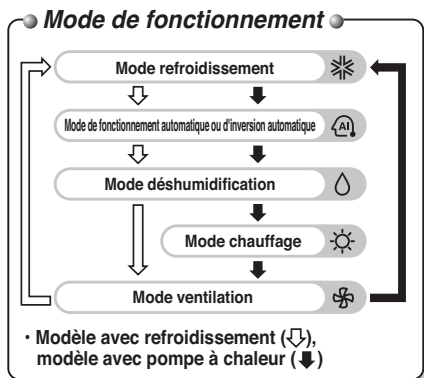 Mode de fonctionnement
Mode refroidissement
Mode de fonctionnement automatique ou d'inversion automatique
AI
Mode déshumidification
Mode chauffage
Mode ventilation
· Modèle avec refroidissement (⇩),
modèle avec pompe à chaleur (⬇)